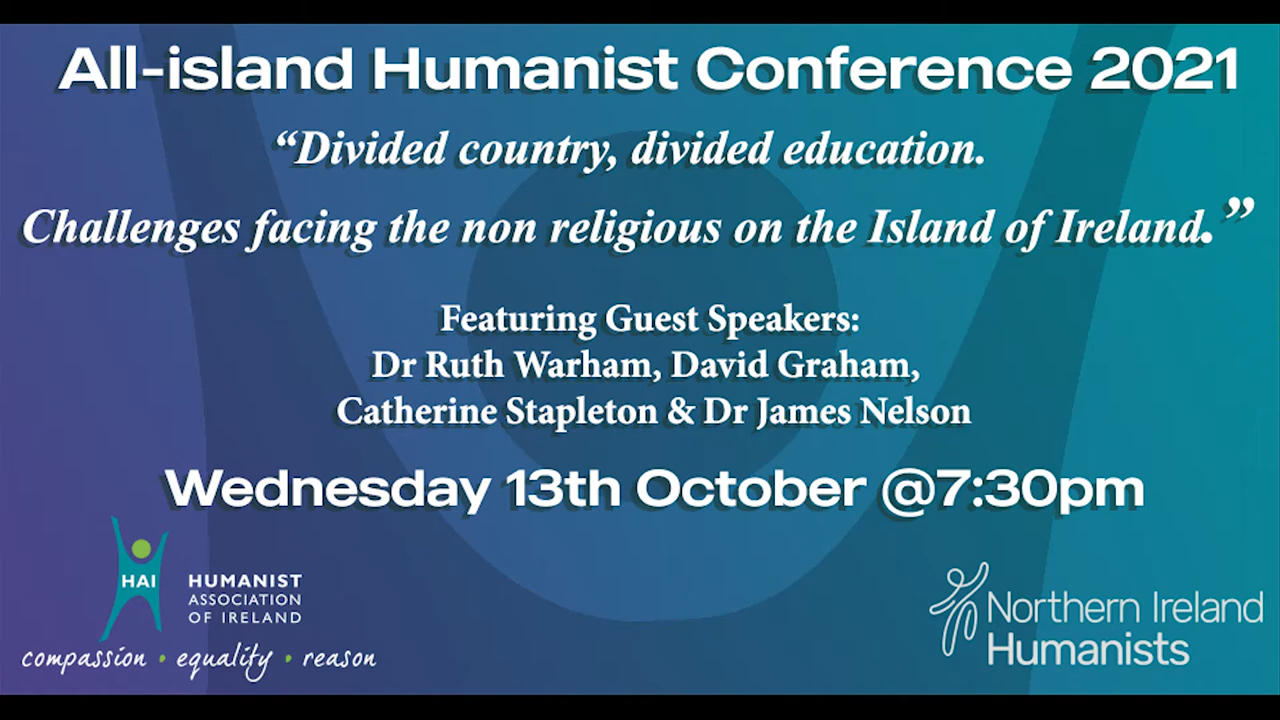 All-island Humanist Conference 2021
“Divided country, divided education.
Challenges facing the non religious on the Island of Ireland.”
Featuring Guest Speakers:
Dr Ruth Warham, David Graham,
Catherine Stapleton & Dr James Nelson
Wednesday 13th October @7:30pm
HAI
HUMANIST
ASSOCIATION
OF IRELAND
compassion • equality • reason
Northern Ireland
Humanists